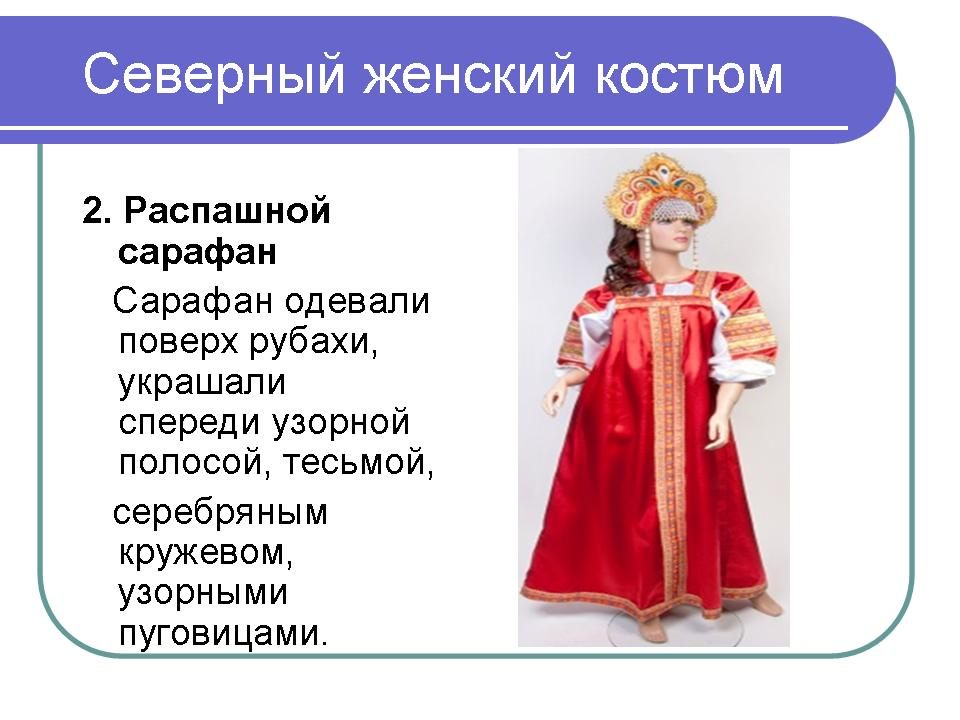 Северный женский костюм
2. Распашной
сарафан
Сарафан одевали
поверх рубахи,
украшали
спереди узорной
полосой, тесьмой,
серебряным
кружевом,
узорными
пуговицами.